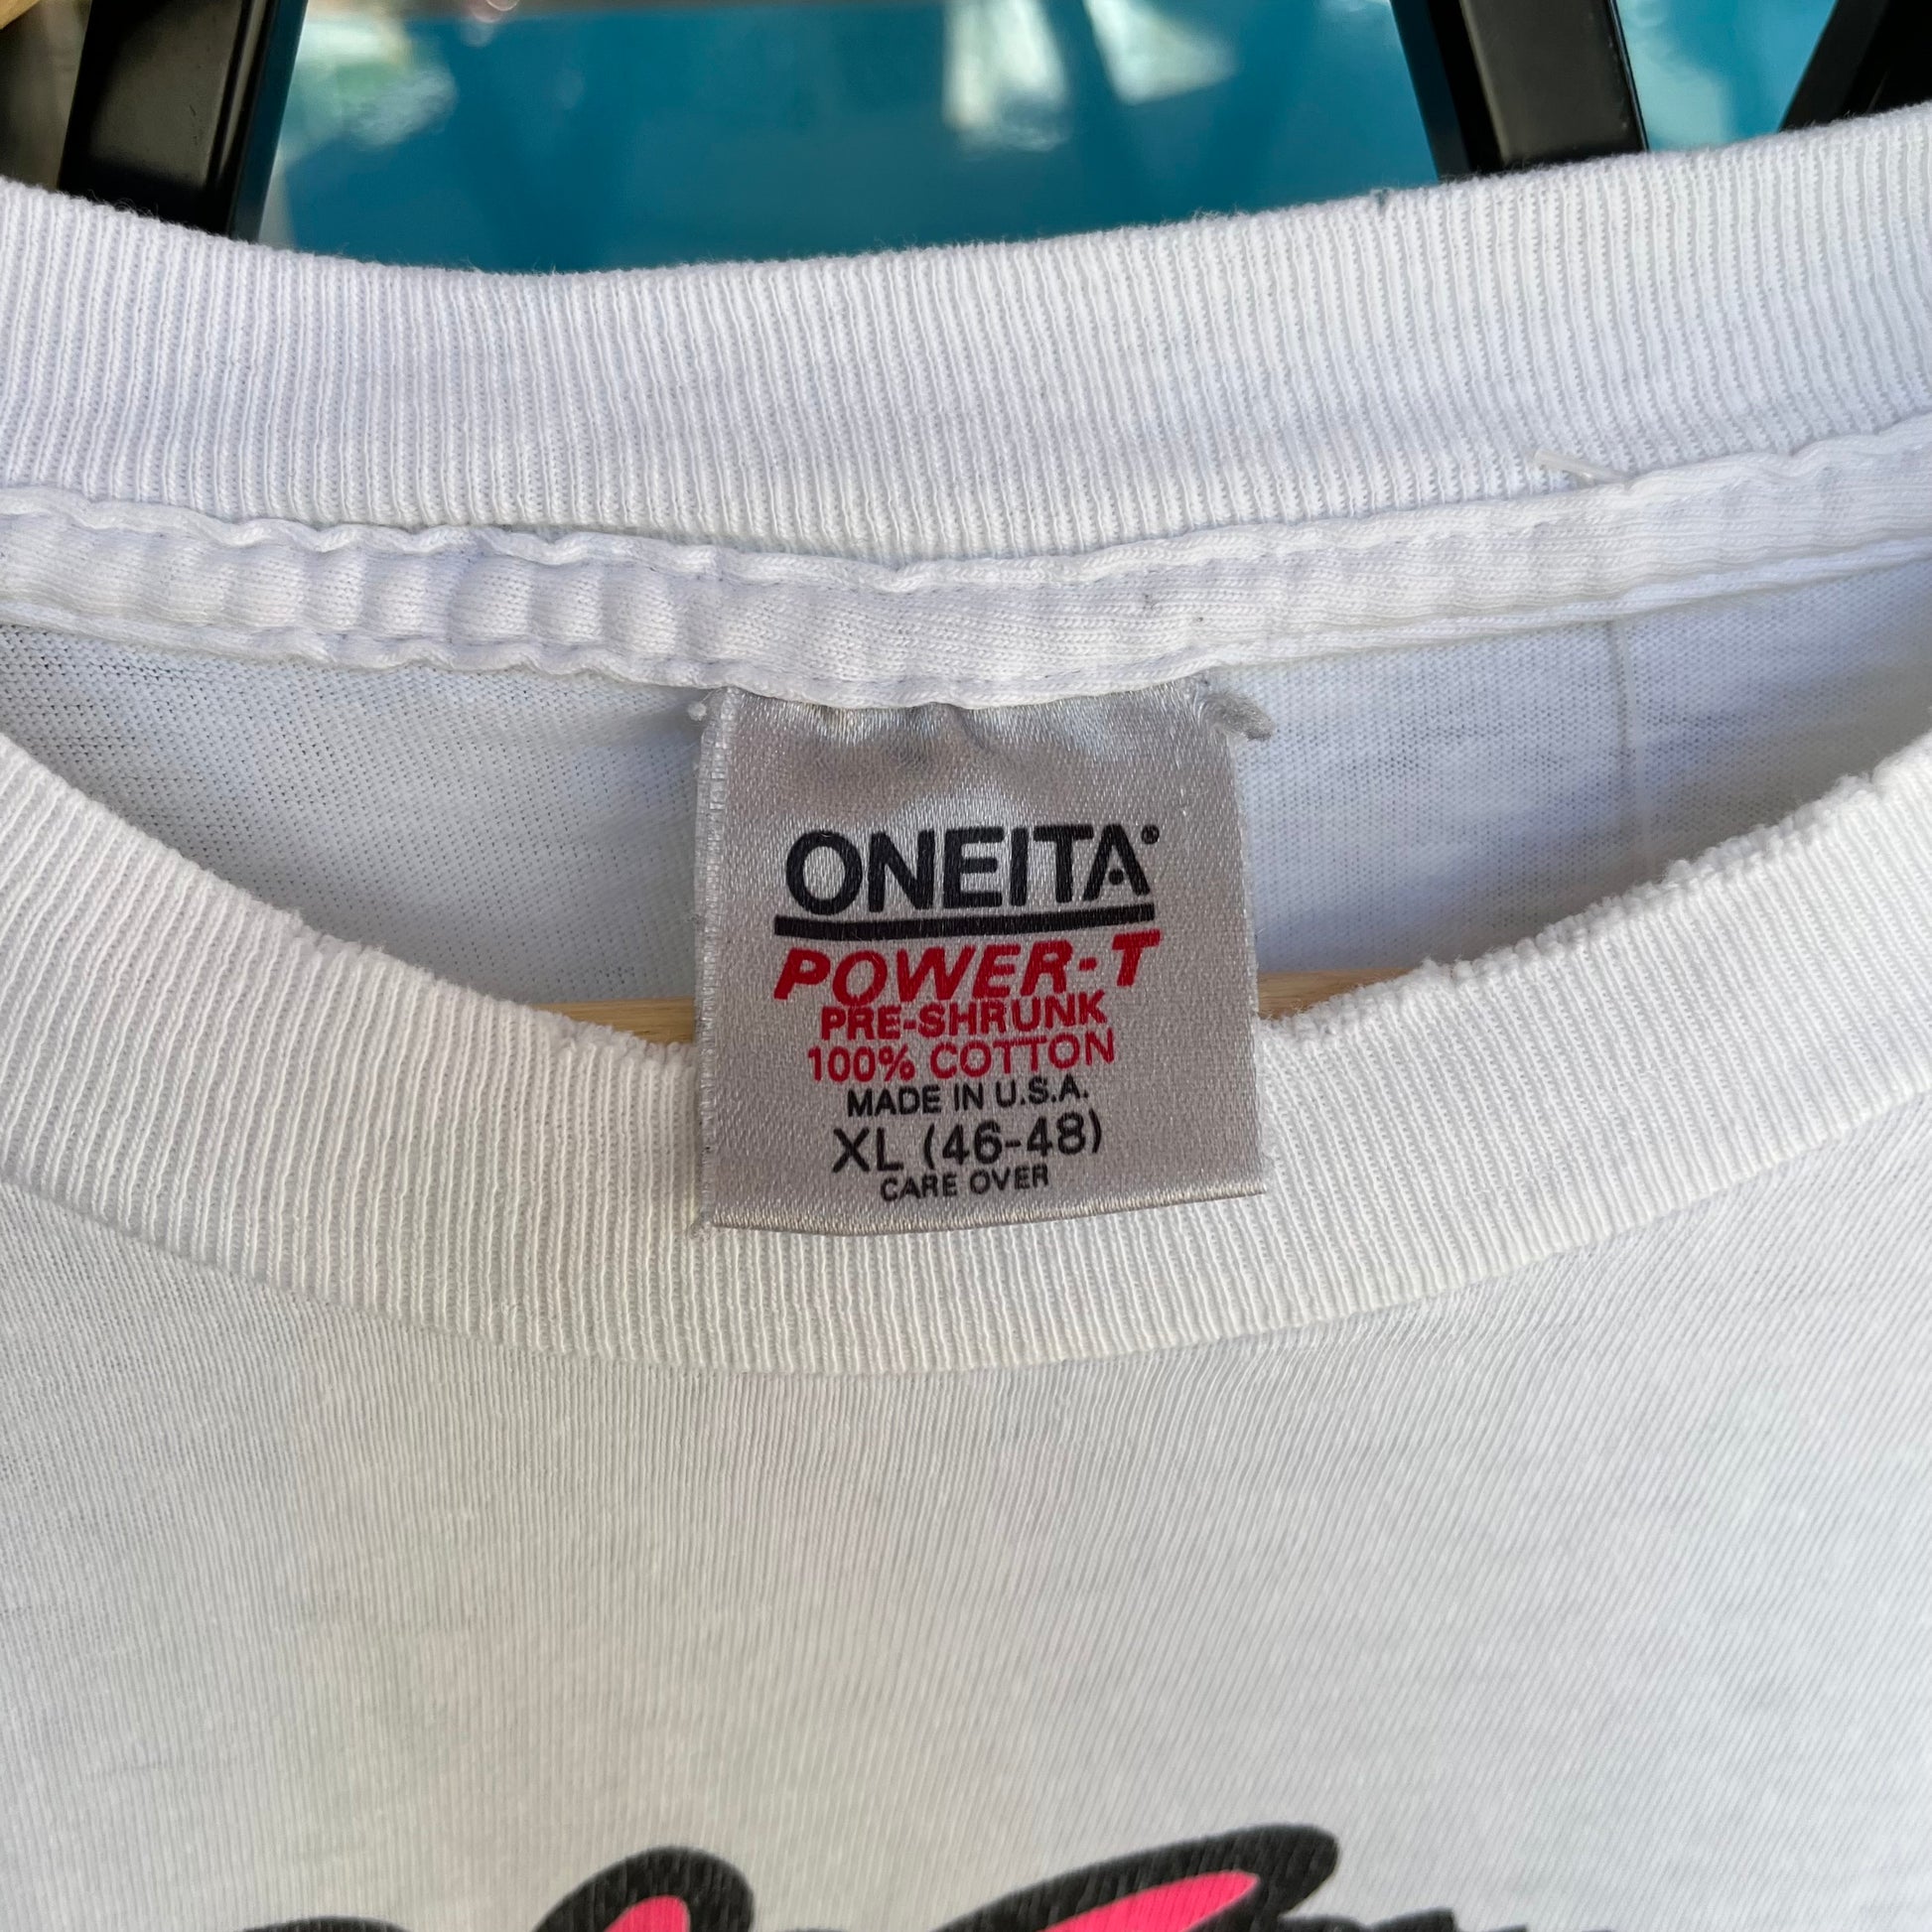 ONEITA
POWER-T
PRE-SHRUNK
100% COTTON
MADE IN U.S.A.
XL (46-48)
CARE OVER